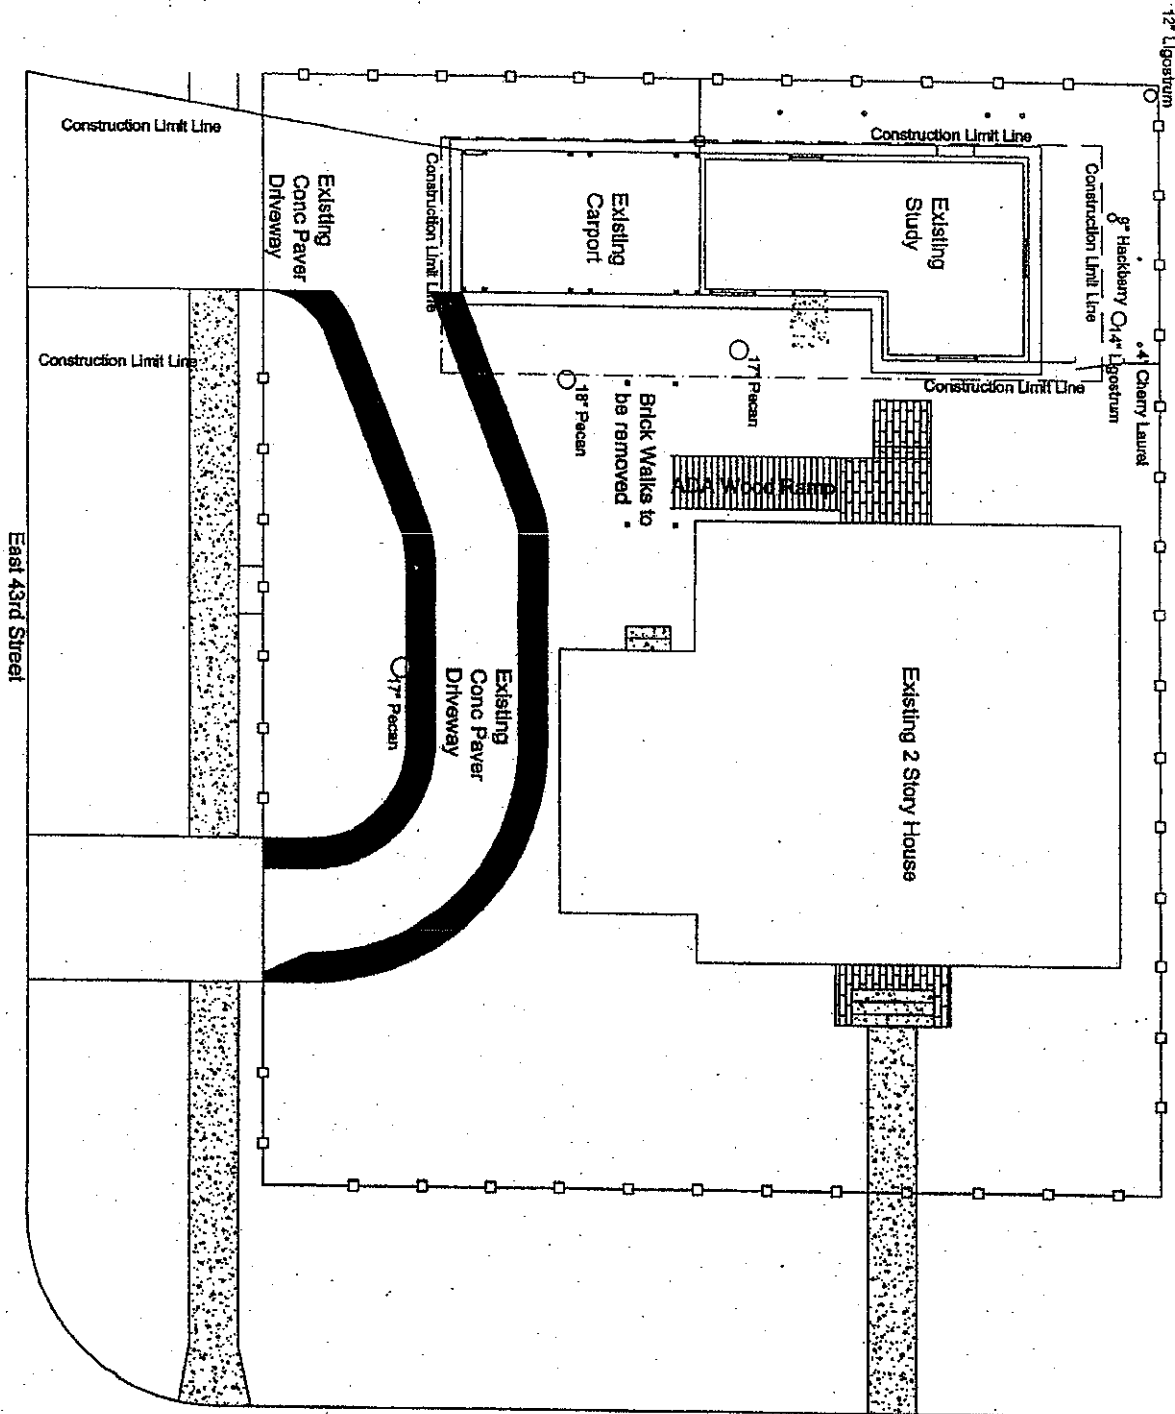 12" Ligostrum
Construction Limit Line
Construction Limit Line
Construction Limit Line
8" Hackberry
14" Ligostrum
4" Cherry Laurel
Existing
Conc Paver
Driveway
Construction Limit Line
Existing
Carport
Existing
Study
Construction Limit Line
Construction Limit Line
17" Pecan
18" Pecan
Brick Walks to
be removed
ADA Wood Ramp
East 43rd Street
17" Pecan
Existing
Conc Paver
Driveway
Existing 2 Story House